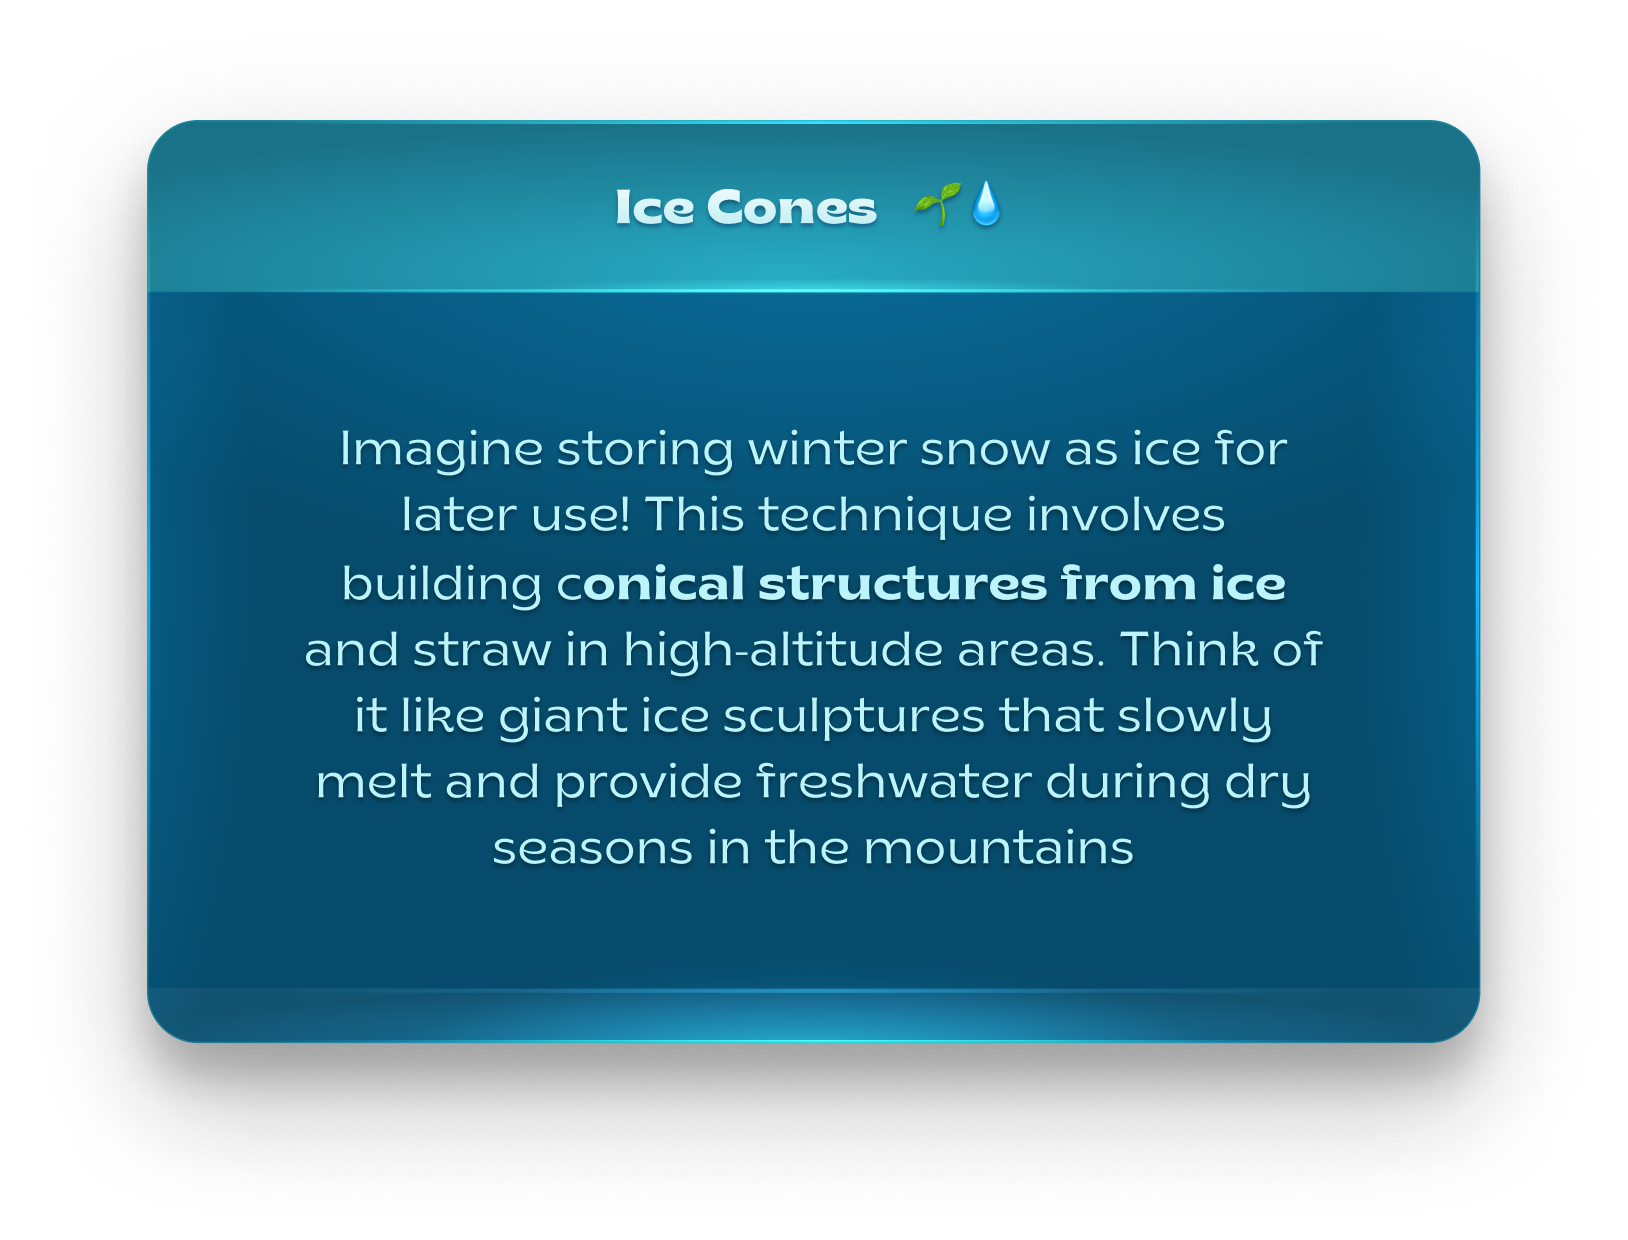 Ice Cones 🌱💧
Imagine storing winter snow as ice for
later use! This technique involves
building conical structures from ice
and straw in high-altitude areas. Think of
it like giant ice sculptures that slowly
melt and provide freshwater during dry
seasons in the mountains